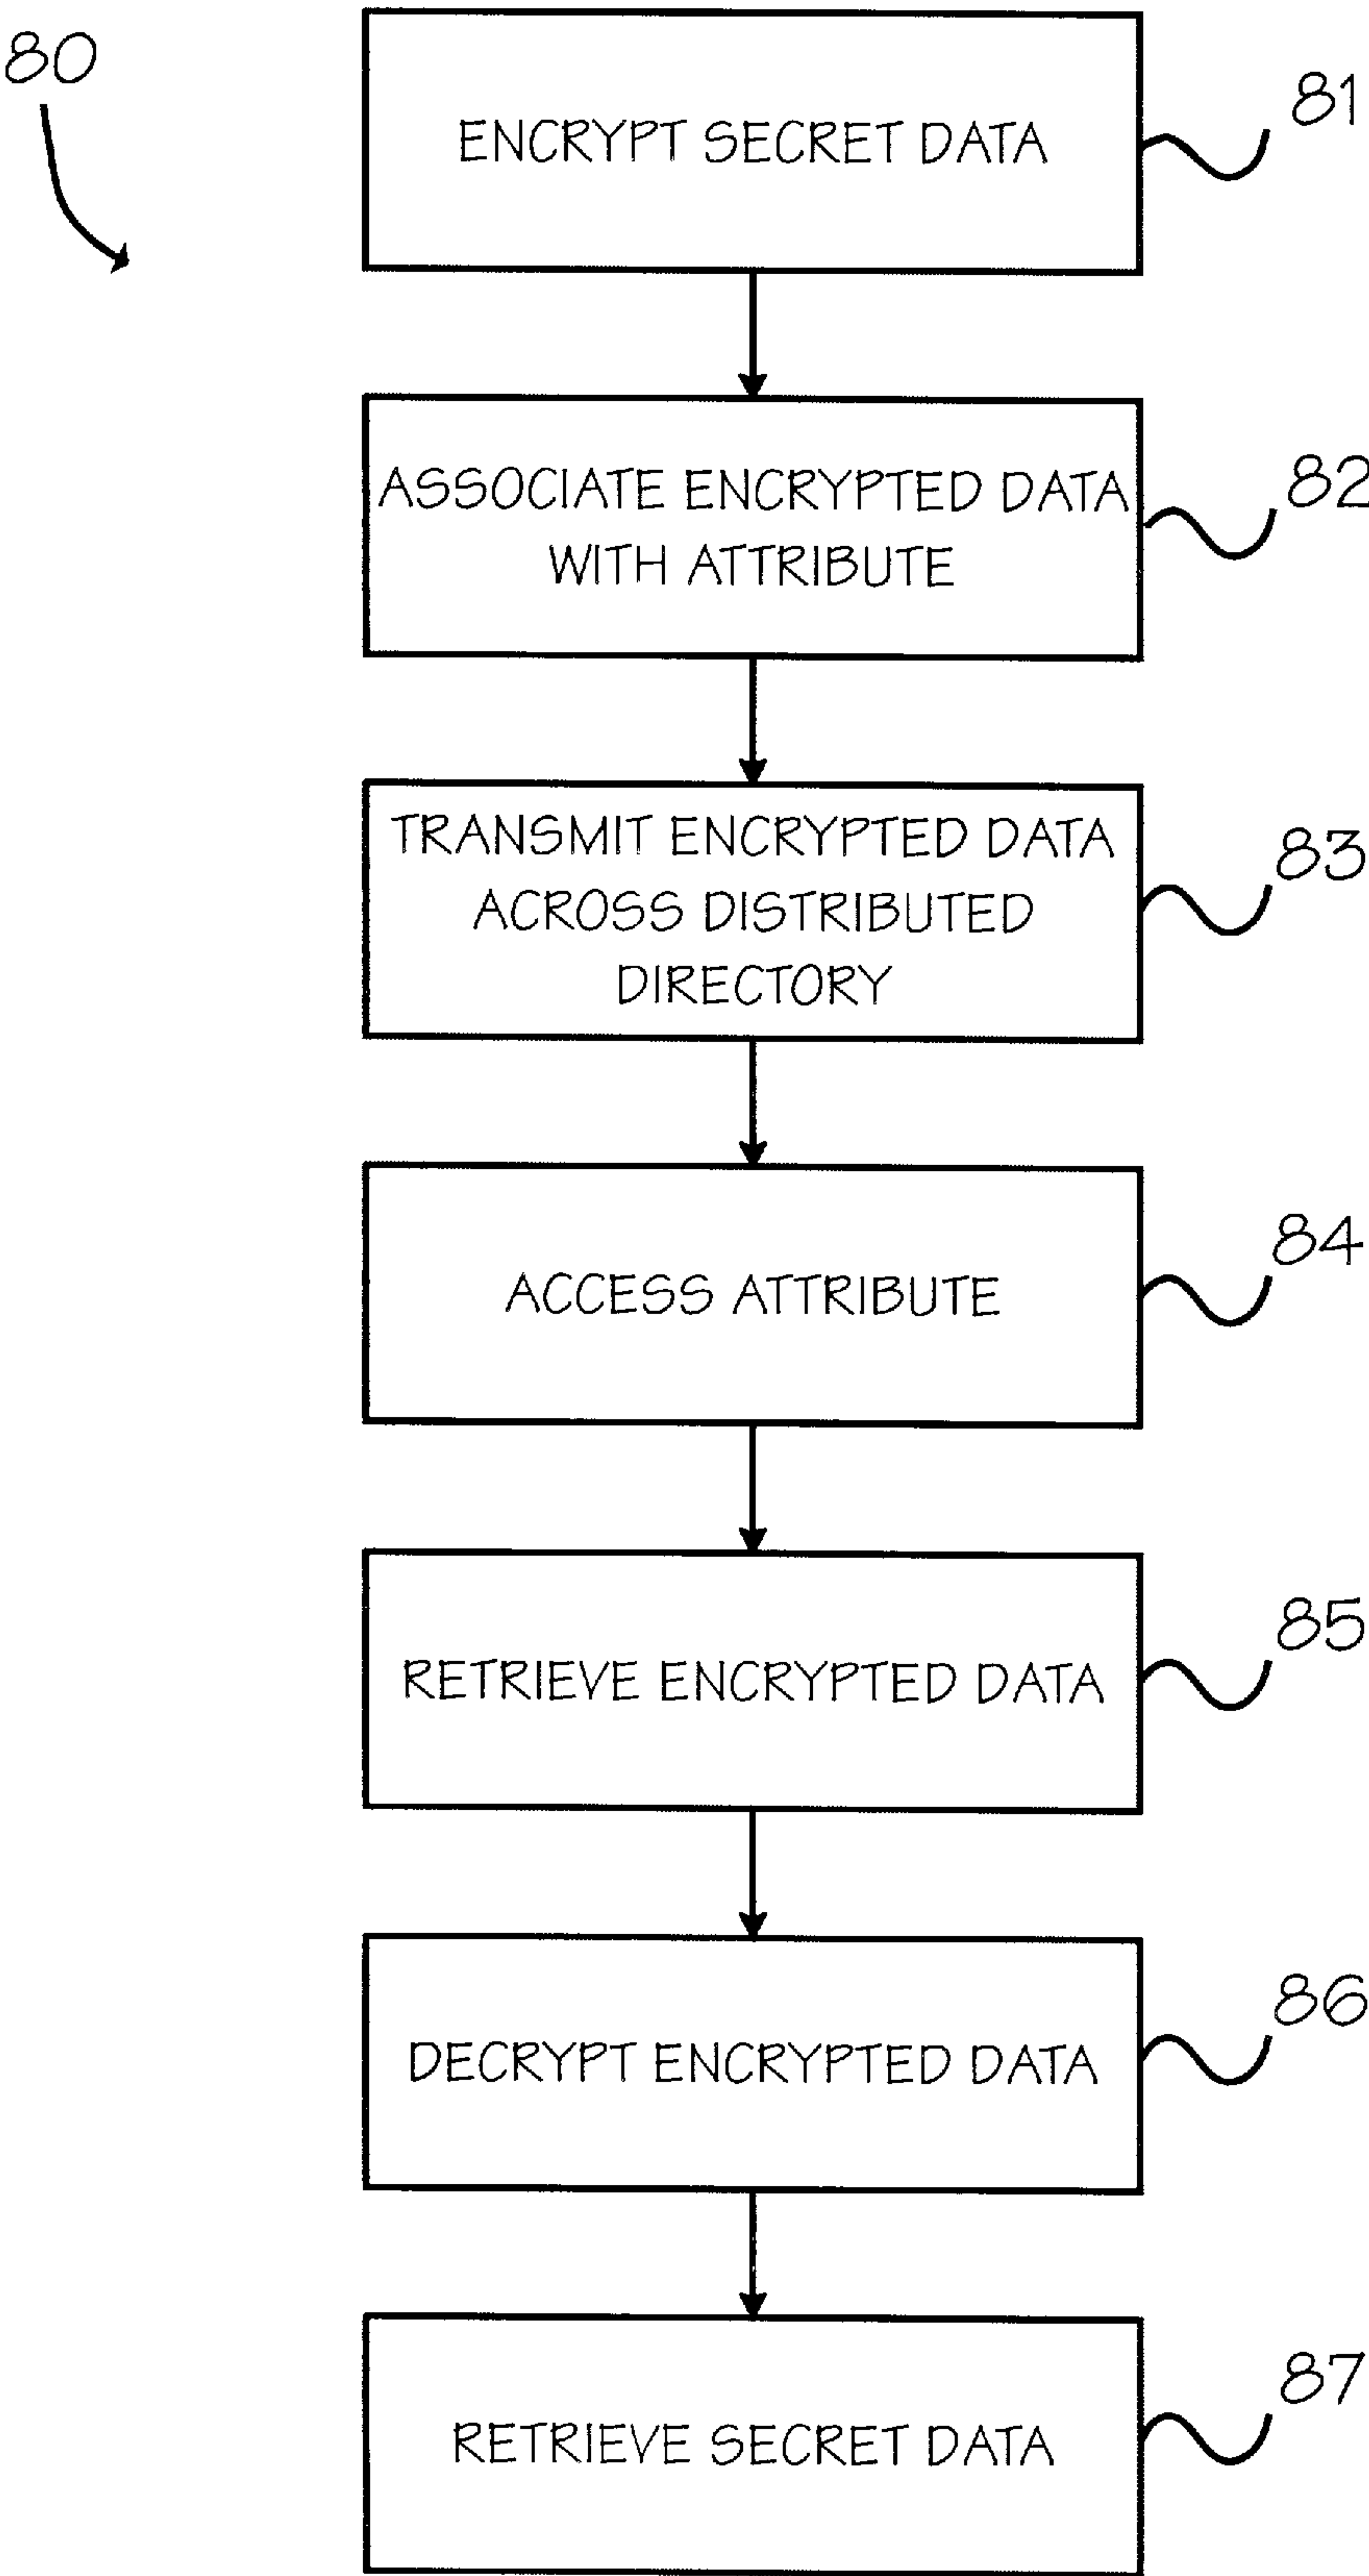 80
ENCRYPT SECRET DATA
81
ASSOCIATE ENCRYPTED DATA
WITH ATTRIBUTE
82
TRANSMIT ENCRYPTED DATA
ACROSS DISTRIBUTED
DIRECTORY
83
ACCESS ATTRIBUTE
84
RETRIEVE ENCRYPTED DATA
85
DECRYPT ENCRYPTED DATA
86
RETRIEVE SECRET DATA
87